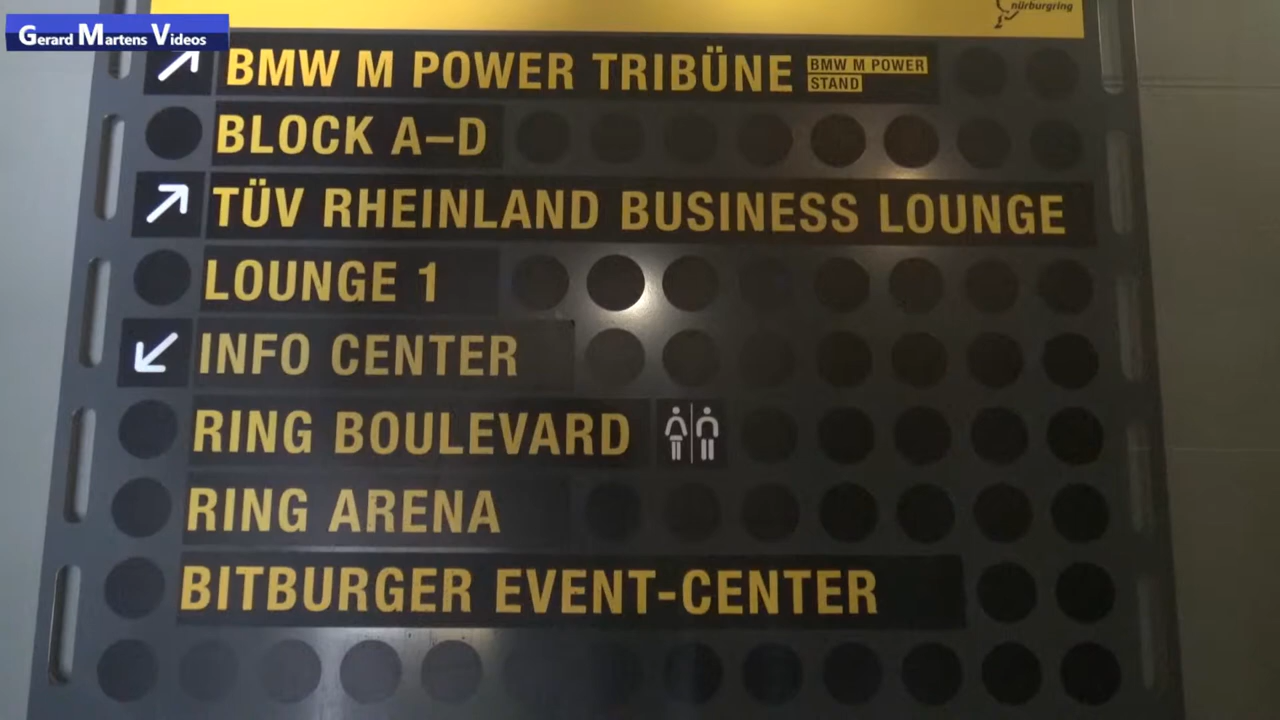 nürburgring
Gerard Martens Videos
BMW M POWER TRIBÜNE
BMW M POWER
STAND
BLOCK A–D
TÜV RHEINLAND BUSINESS LOUNGE
LOUNGE 1
INFO CENTER
RING BOULEVARD
RING ARENA
BITBURGER EVENT-CENTER